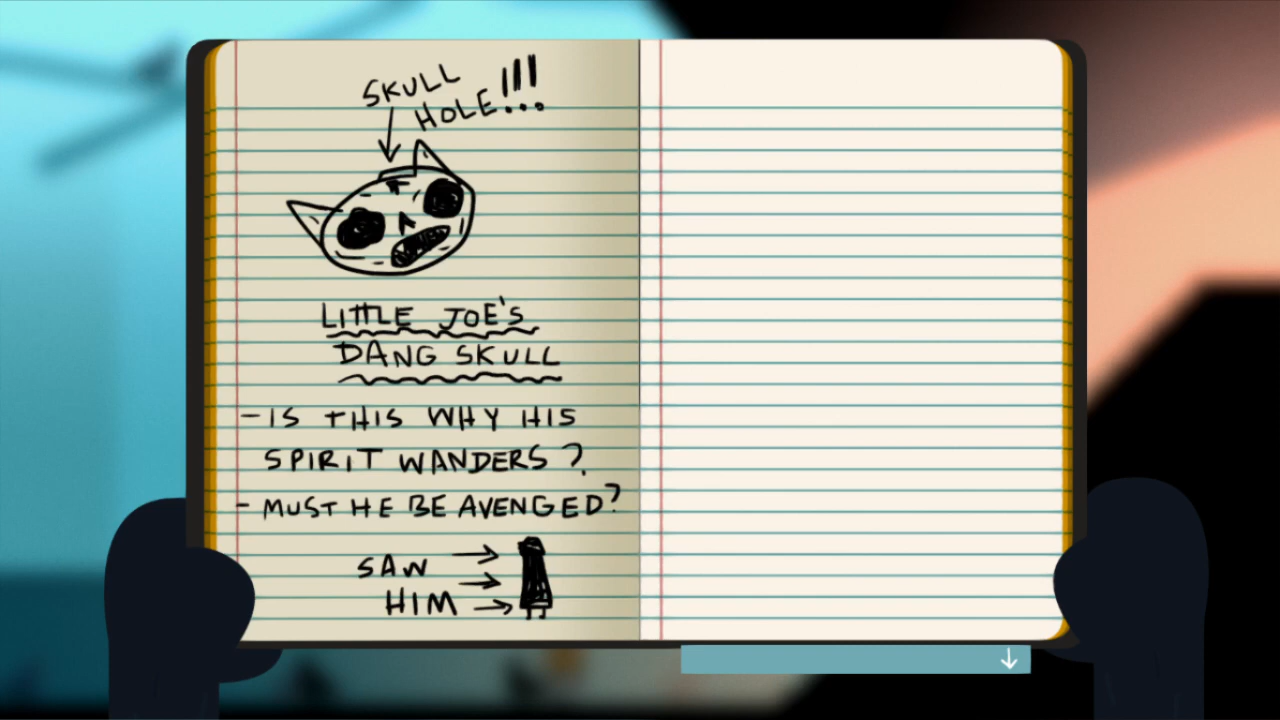 SKULL
HOLE!!!
LITTLE JOE'S
DANG SKULL
-IS THIS WHY HIS
SPIRIT WANDERS?
- MUST HE BE AVENGED?
SAW
HIM